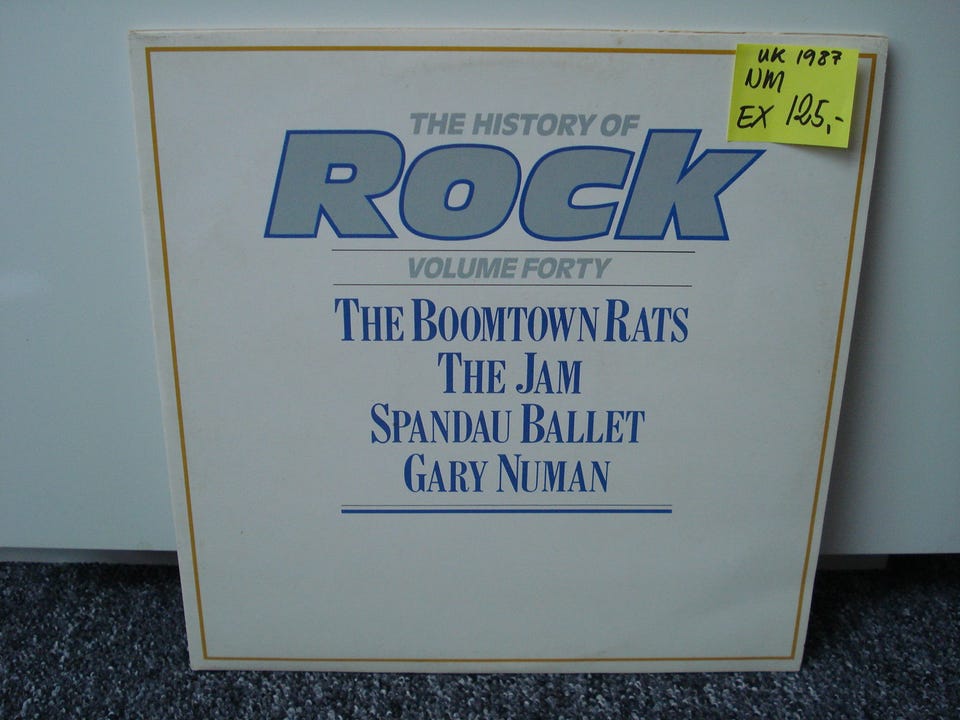 UK 1987
NM
EX 125,-
THE HISTORY OF
ROCK
VOLUME FORTY
THE BOOMTOWN RATS
THE JAM
SPANDAU BALLET
GARY NUMAN